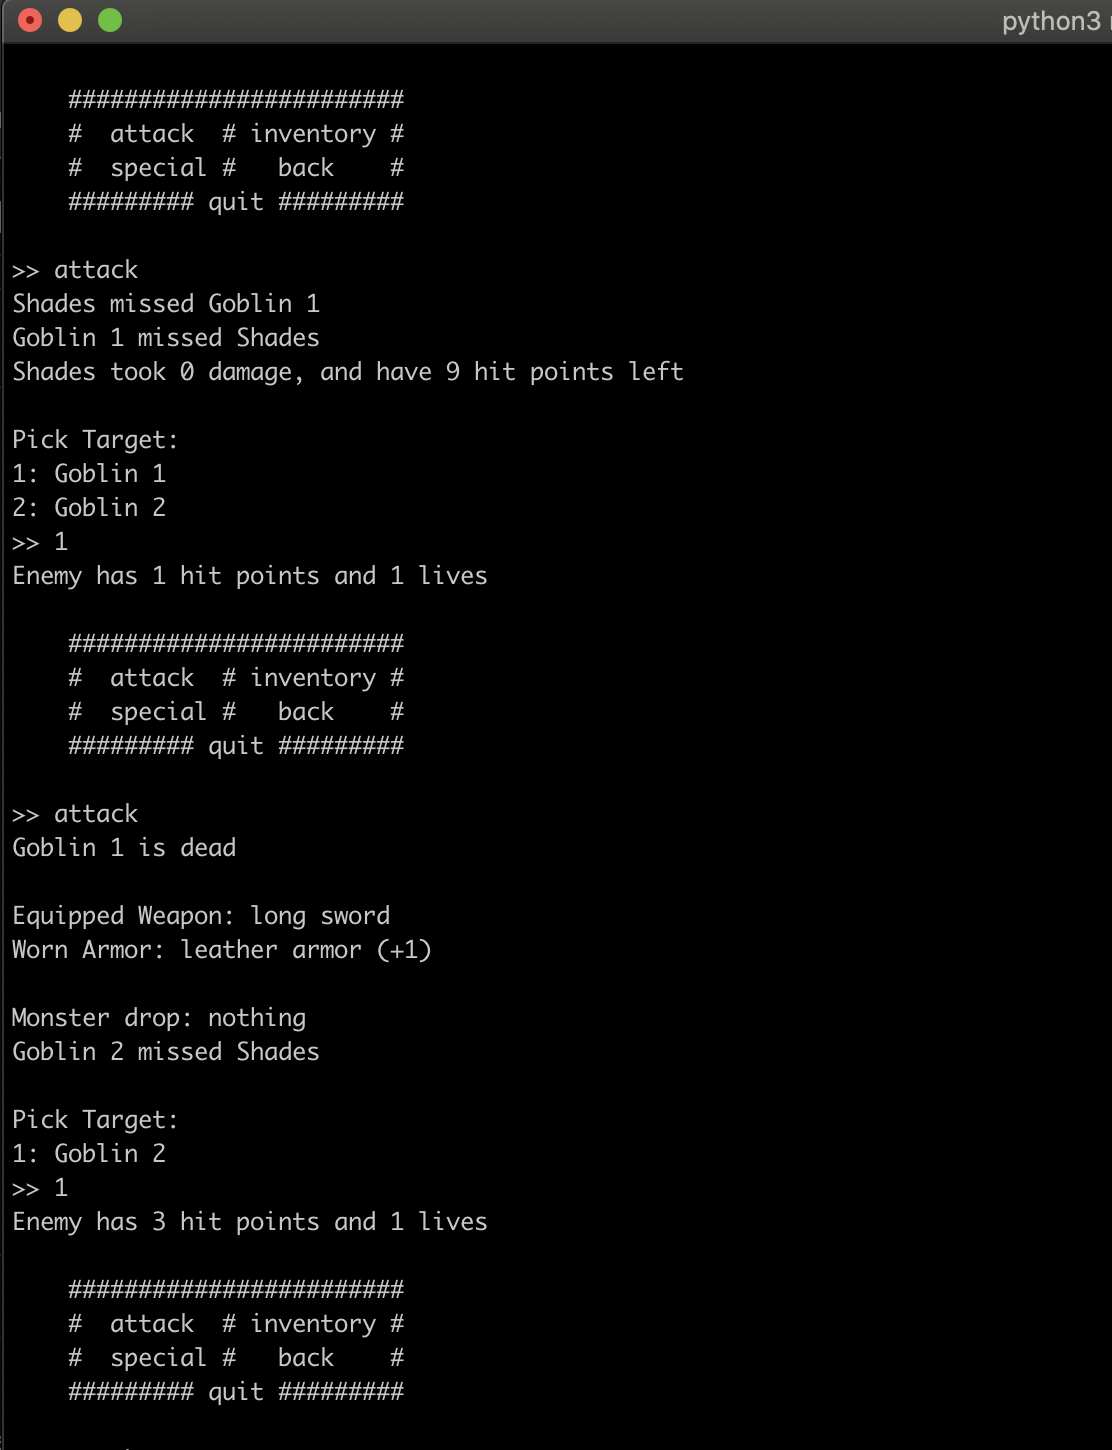 python3
########################
#  attack  # inventory #
#  special #   back    #
######### quit #########
>> attack
Shades missed Goblin 1
Goblin 1 missed Shades
Shades took 0 damage, and have 9 hit points left
Pick Target:
1: Goblin 1
2: Goblin 2
>> 1
Enemy has 1 hit points and 1 lives
########################
#  attack  # inventory #
#  special #   back    #
######### quit #########
>> attack
Goblin 1 is dead
Equipped Weapon: long sword
Worn Armor: leather armor (+1)
Monster drop: nothing
Goblin 2 missed Shades
Pick Target:
1: Goblin 2
>> 1
Enemy has 3 hit points and 1 lives
########################
#  attack  # inventory #
#  special #   back    #
######### quit #########